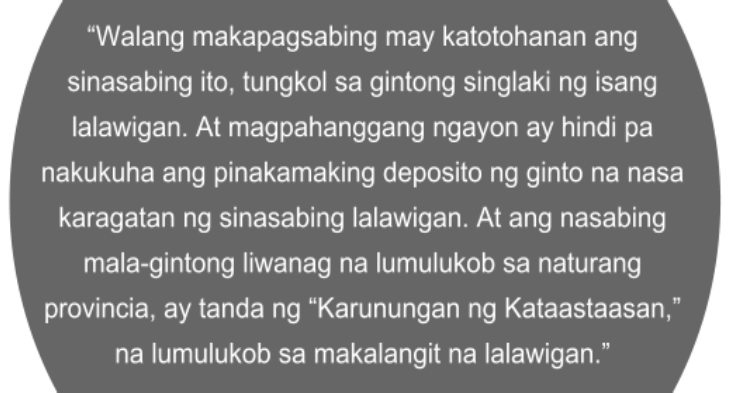 “Walang makapagsabing may katotohanan ang
sinasabing ito, tungkol sa gintong singlaki ng isang
lalawigan. At magpahanggang ngayon ay hindi pa
nakukuha ang pinakamaking deposito ng ginto na nasa
karagatan ng sinasabing lalawigan. At ang nasabing
mala-gintong liwanag na lumulukob sa naturang
provincia, ay tanda ng “Karunungan ng Kataastaasan,”
na lumulukob sa makalangit na lalawigan.”